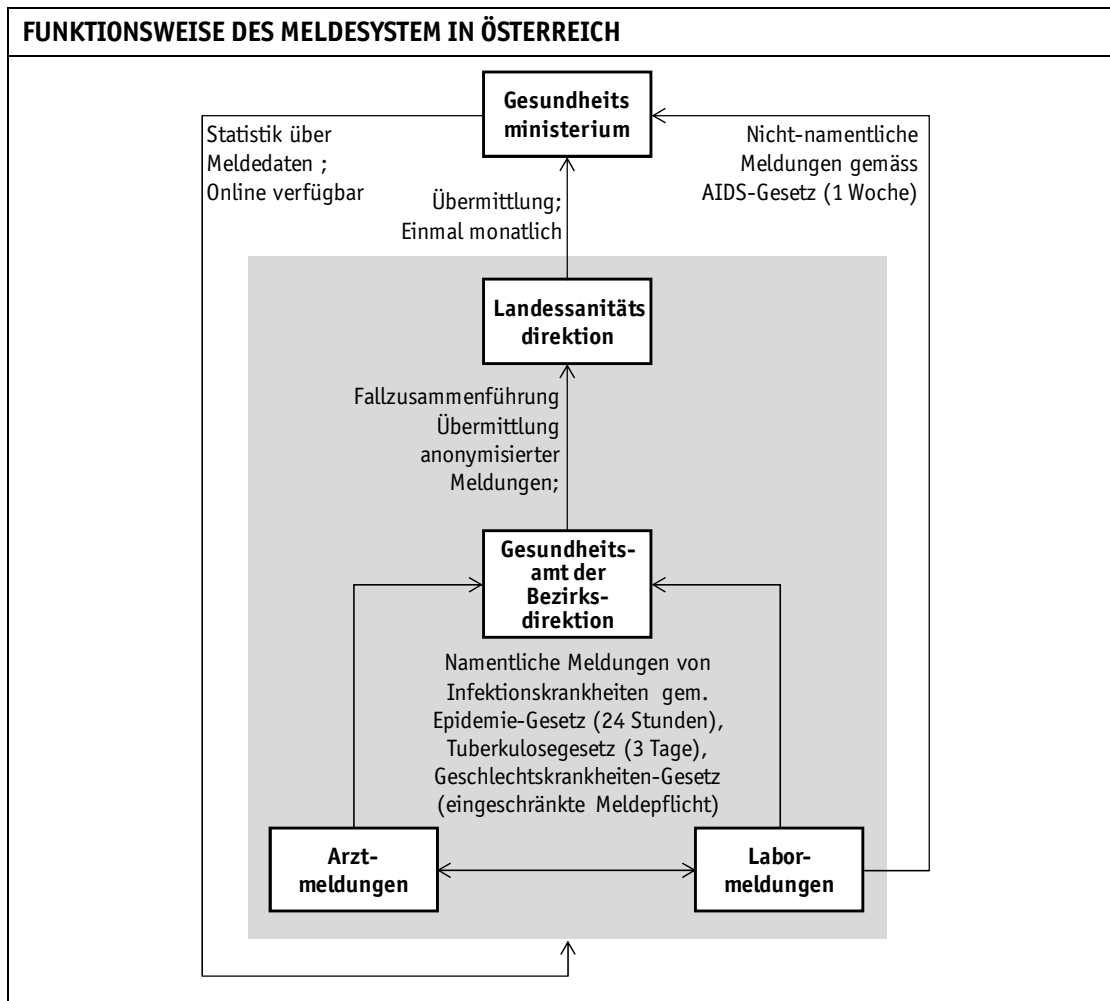 FUNKTIONSWEISE DES MELDESYSTEM IN ÖSTERREICH
Gesundheits
ministerium
Statistik über
Meldedaten ;
Online verfügbar
Nicht-namentliche
Meldungen gemäss
AIDS-Gesetz (1 Woche)
Übermittlung;
Einmal monatlich
Landessanitäts
direktion
Fallzusammenführung
Übermittlung
anonymisierter
Meldungen;
Gesundheits-
amt der
Bezirks-
direktion
Namentliche Meldungen von
Infektionskrankheiten gem.
Epidemie-Gesetz (24 Stunden),
Tuberkulosegesetz (3 Tage),
Geschlechtskrankheiten-Gesetz
(eingeschränkte Meldepflicht)
Arzt-
meldungen
Labor-
meldungen